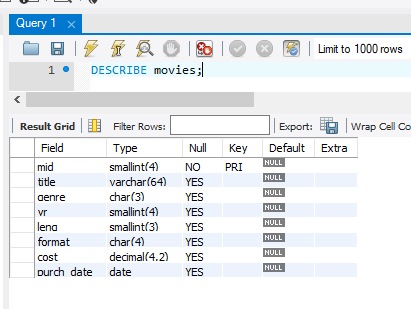 Query 1 ×
Limit to 1000 rows
1 DESCRIBE movies;
Result Grid Filter Rows: Export: Wrap Cell Co
Field Type Null Key Default Extra
mid smallint(4) NO PRI NULL
title varchar(64) YES NULL
genre char(3) YES NULL
yr smallint(4) YES NULL
leng smallint(3) YES NULL
format char(4) YES NULL
cost decimal(4,2) YES NULL
purch_date date YES NULL